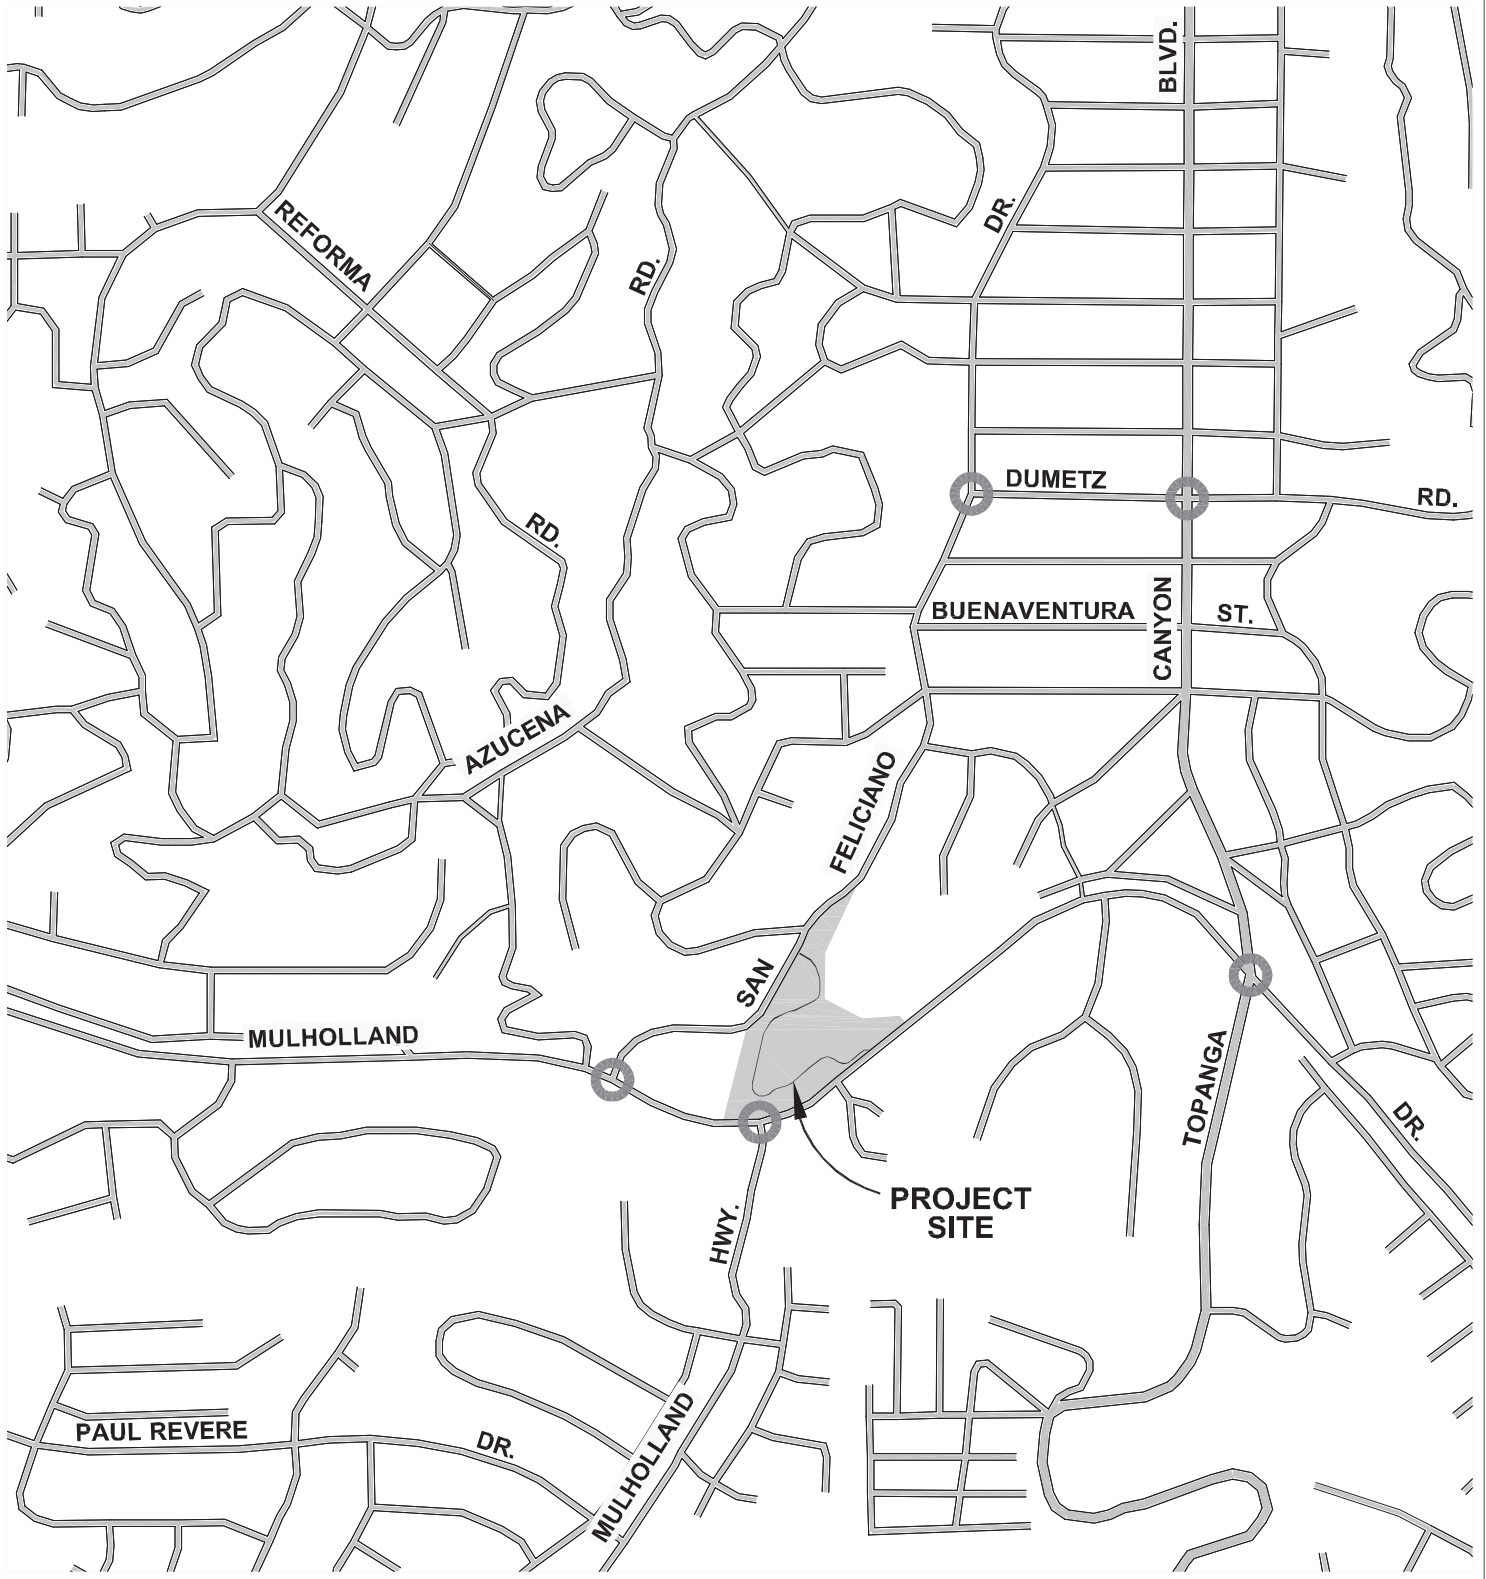 BLVD.
DR.
REFORMA
RD.
DUMETZ
RD.
RD.
CANYON
BUENAVENTURA
ST.
AZUCENA
FELICIANO
SAN
MULHOLLAND
TOPANGA
DR.
PROJECT
SITE
HWY.
MULHOLLAND
PAUL REVERE
DR.